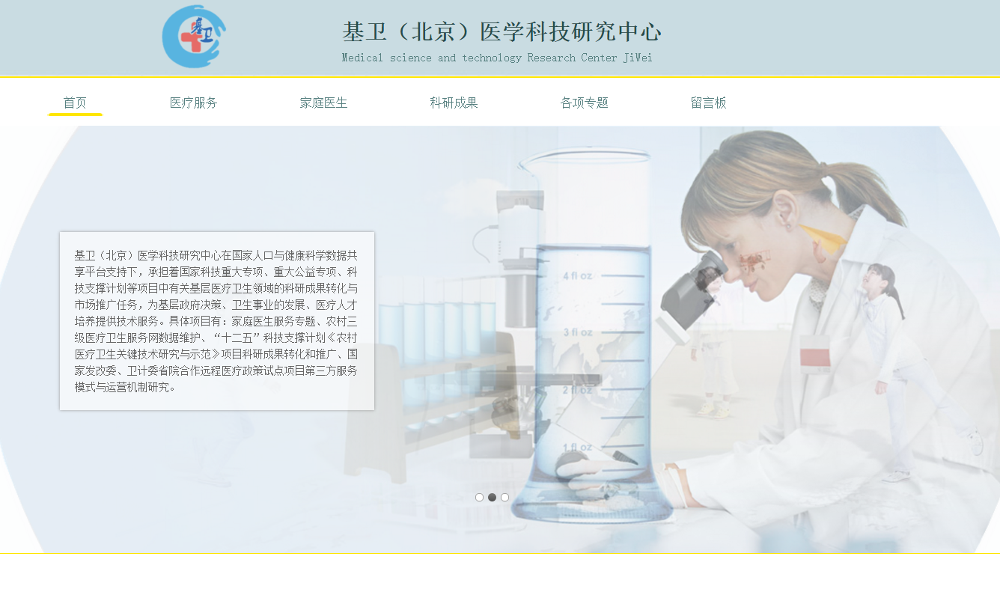 基卫
基卫（北京）医学科技研究中心
Medical science and technology Research Center JiWei
首页 医疗服务 家庭医生 科研成果 各项专题 留言板
基卫（北京）医学科技研究中心在国家人口与健康科学数据共
享平台支持下，承担着国家科技重大专项、重大公益专项、科
技支撑计划等项目中有关基层医疗卫生领域的科研成果转化与
市场推广任务，为基层政府决策、卫生事业的发展、医疗人才
培养提供技术服务。具体项目有：家庭医生服务专题、农村三
级医疗卫生服务网数据维护、“十二五”科技支撑计划《农村
医疗卫生关键技术研究与示范》项目科研成果转化和推广、国
家发改委、卫计委省院合作远程医疗政策试点项目第三方服务
模式与运营机制研究。
4 fl oz
3 fl oz
2 fl oz
1 fl oz